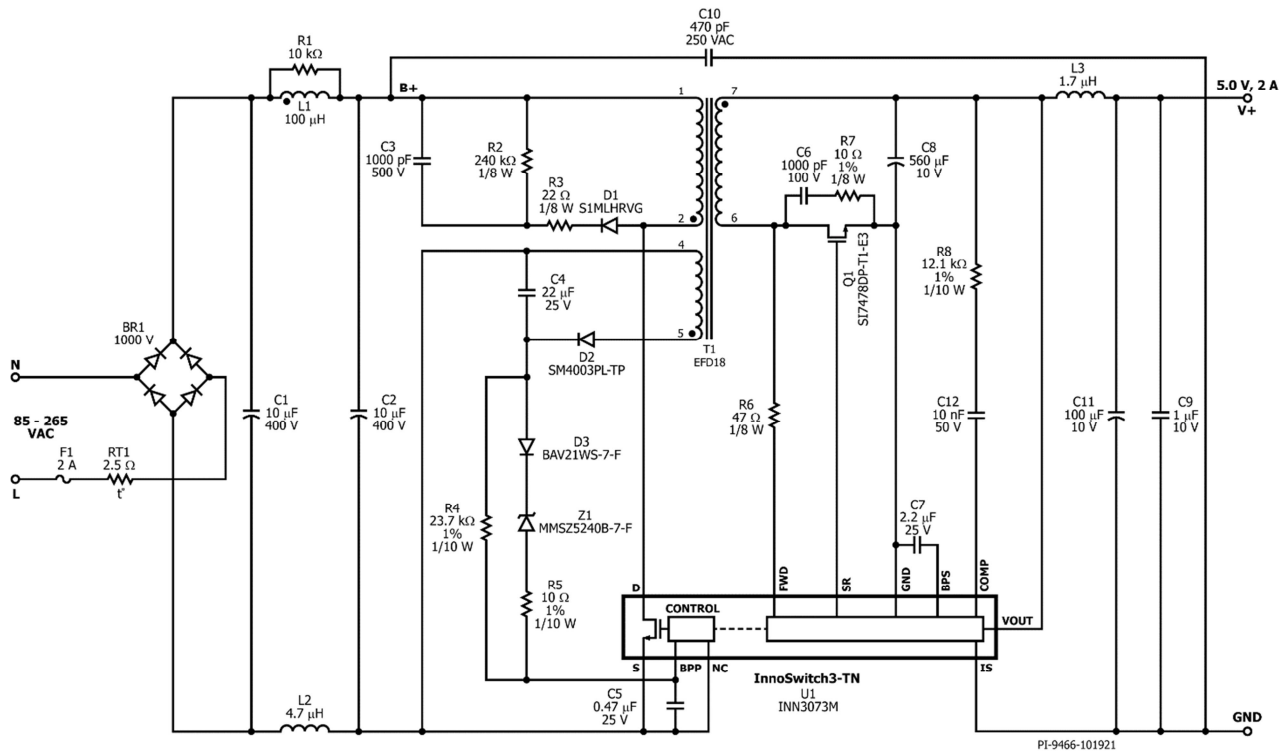 C10
470 pF
250 VAC
R1
10 kΩ
L1
100 µH
B+
1
7
L3
1.7 µH
5.0 V, 2 A
V+
C3
1000 pF
500 V
R2
240 kΩ
1/8 W
R3
22 Ω
1/8 W
D1
S1MLHRVG
2
6
C6
1000 pF
100 V
R7
10 Ω
1%
1/8 W
C8
560 µF
10 V
4
C4
22 µF
25 V
Q1
SI7478DP-T1-E3
R8
12.1 kΩ
1%
1/10 W
BR1
1000 V
5
D2
SM4003PL-TP
T1
EFD18
N
85 - 265
VAC
F1
2 A
RT1
2.5 Ω
t°
L
C1
10 µF
400 V
C2
10 µF
400 V
R6
47 Ω
1/8 W
C12
10 nF
50 V
C11
100 µF
10 V
C9
1 µF
10 V
D3
BAV21WS-7-F
R4
23.7 kΩ
1%
1/10 W
Z1
MMSZ5240B-7-F
C7
2.2 µF
25 V
R5
10 Ω
1%
1/10 W
D
FWD
SR
GND
BPS
COMP
CONTROL
VOUT
S
BPP
NC
IS
InnoSwitch3-TN
U1
INN3073M
C5
0.47 µF
25 V
L2
4.7 µH
GND
PI-9466-101921